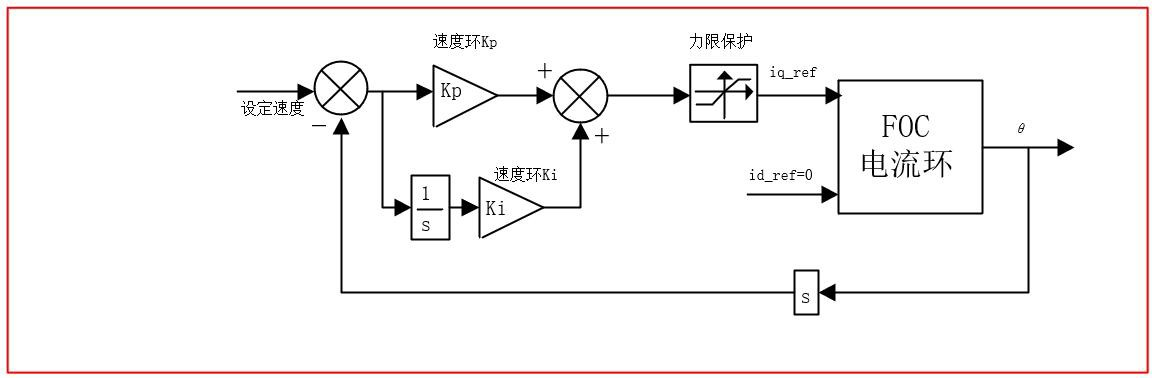 速度环Kp
力限保护
+
Kp
iq_ref
设定速度
−
+
FOC
电流环
θ
速度环Ki
1
s
Ki
id_ref=0
s